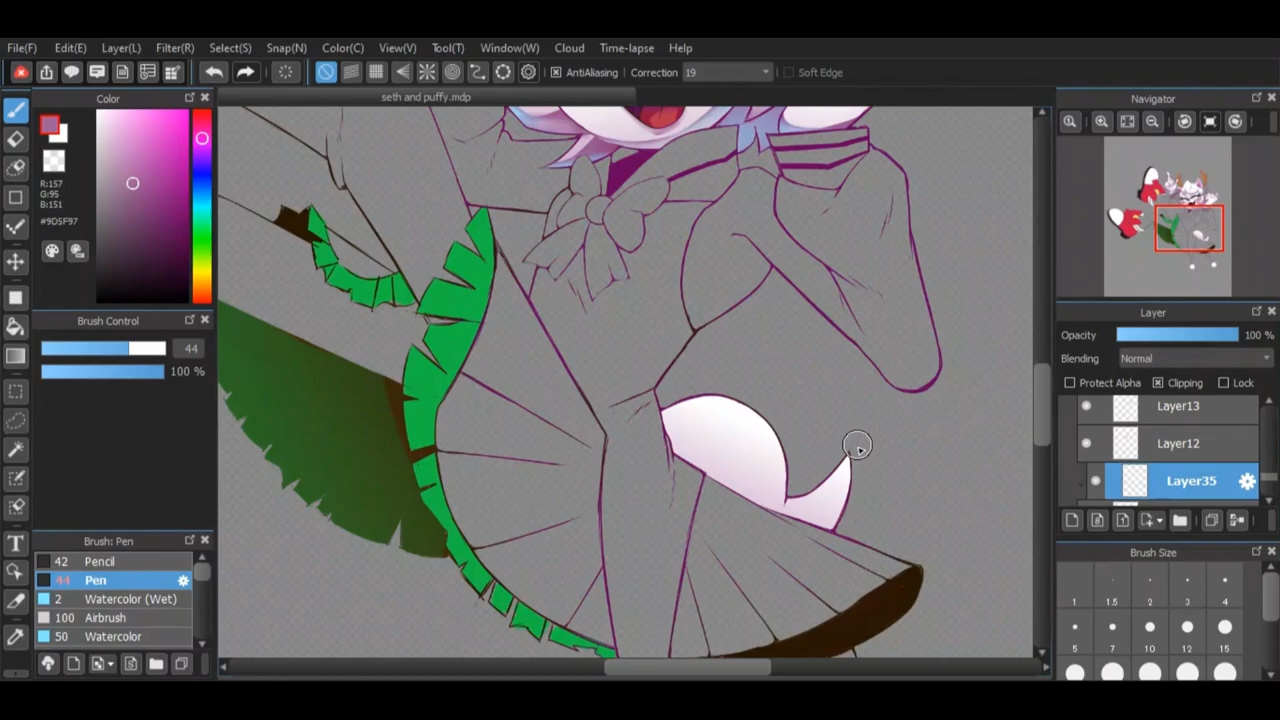 File(F) Edit(E) Layer(L) Filter(R) Select(S) Snap(N) Color(C) View(V) Tool(T) Window(W) Cloud Time-lapse Help
AntiAliasing Correction 19 Soft Edge
Color
seth and puffy.mdp
Navigator
R:157
G:95
B:151
#9D5F97
Brush Control
44
100 %
Layer
Opacity 100 %
Blending Normal
Protect Alpha Clipping Lock
Layer13
Layer12
Layer35
Brush: Pen
42 Pencil
44 Pen
2 Watercolor (Wet)
100 Airbrush
50 Watercolor
Brush Size
1 1.5 2 3 4
5 7 10 12 15